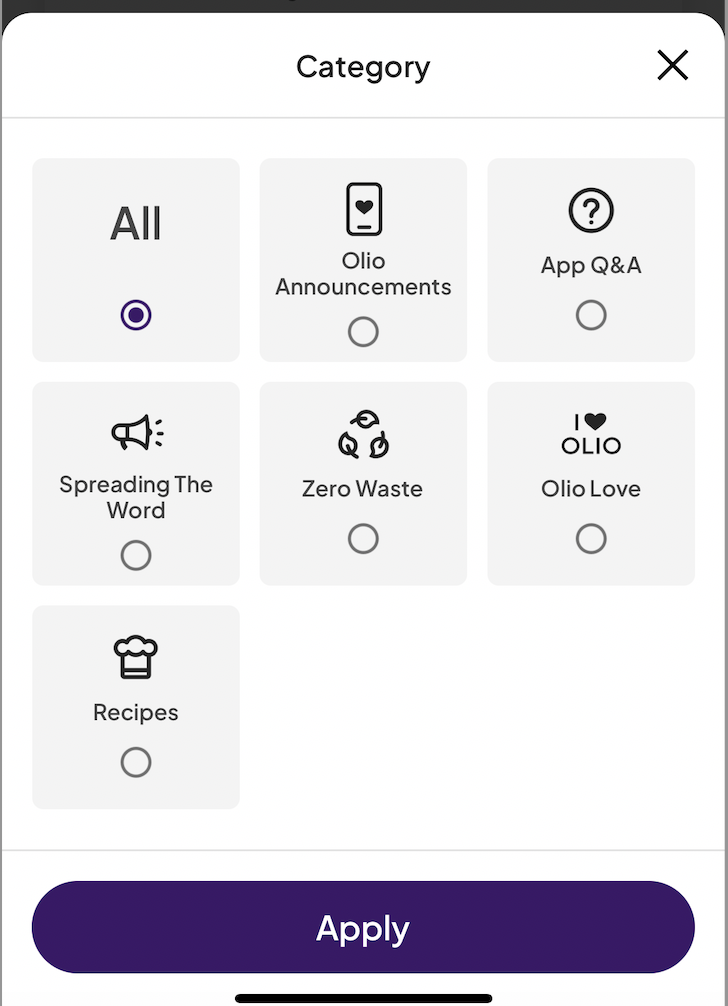 Category
All
Olio
Announcements
App Q&A
Spreading The
Word
Zero Waste
I
OLIO
Olio Love
Recipes
Apply